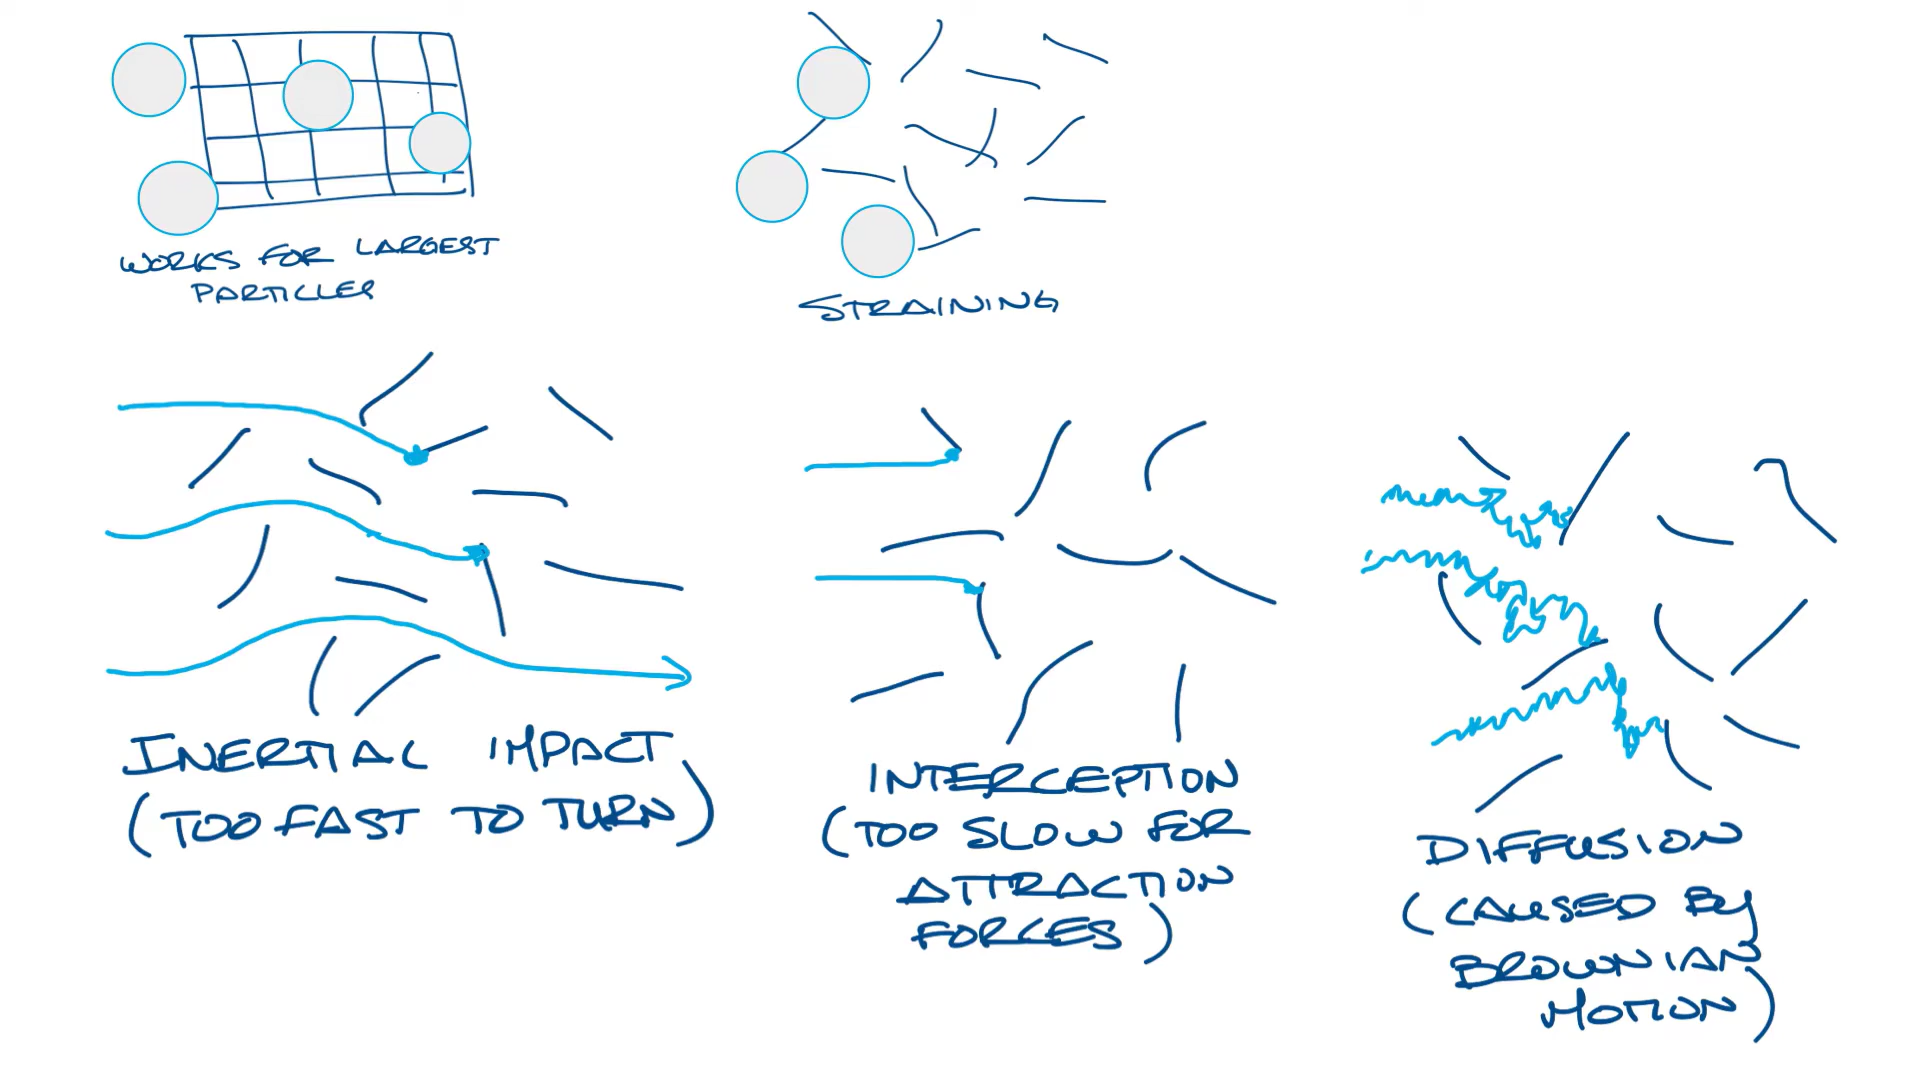 WORKS FOR LARGEST
PARTICLES
STRAINING
INERTIAL IMPACT
(TOO FAST TO TURN)
INTERCEPTION
(TOO SLOW FOR
ATTRACTION
FORCES)
DIFFUSION
(CAUSED BY
BROWNIAN
MOTION)